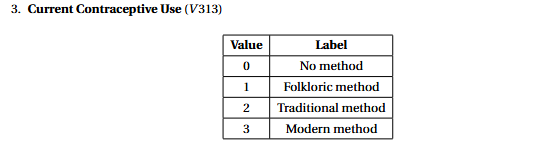 3. Current Contraceptive Use (V313)
Value Label
0 No method
1 Folkloric method
2 Traditional method
3 Modern method